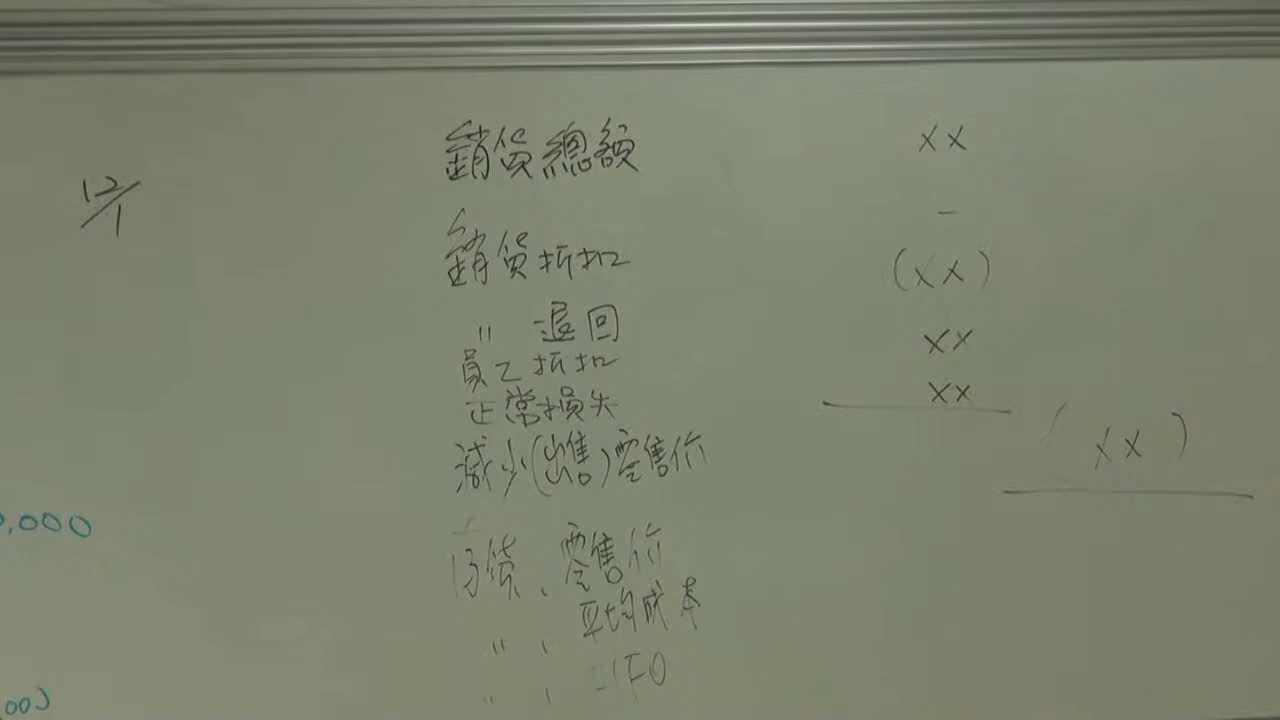 銷貨總額 XX
12/1
—
銷貨折扣 (XX)
〃 退回 XX
員工折扣 XX
正常損失
減少(出售)零售價 (XX)
0,000
存貨、零售價
〃 、平均成本
〃 、FIFO
000